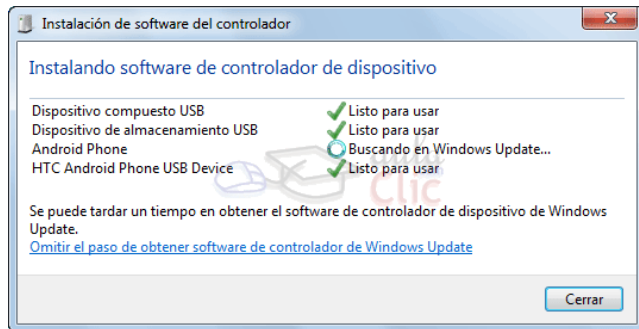 Instalación de software del controlador
Instalando software de controlador de dispositivo
Dispositivo compuesto USB Listo para usar
Dispositivo de almacenamiento USB Listo para usar
Android Phone Buscando en Windows Update...
HTC Android Phone USB Device Listo para usar
aula
Clic
Se puede tardar un tiempo en obtener el software de controlador de dispositivo de Windows
Update.
Omitir el paso de obtener software de controlador de Windows Update
Cerrar